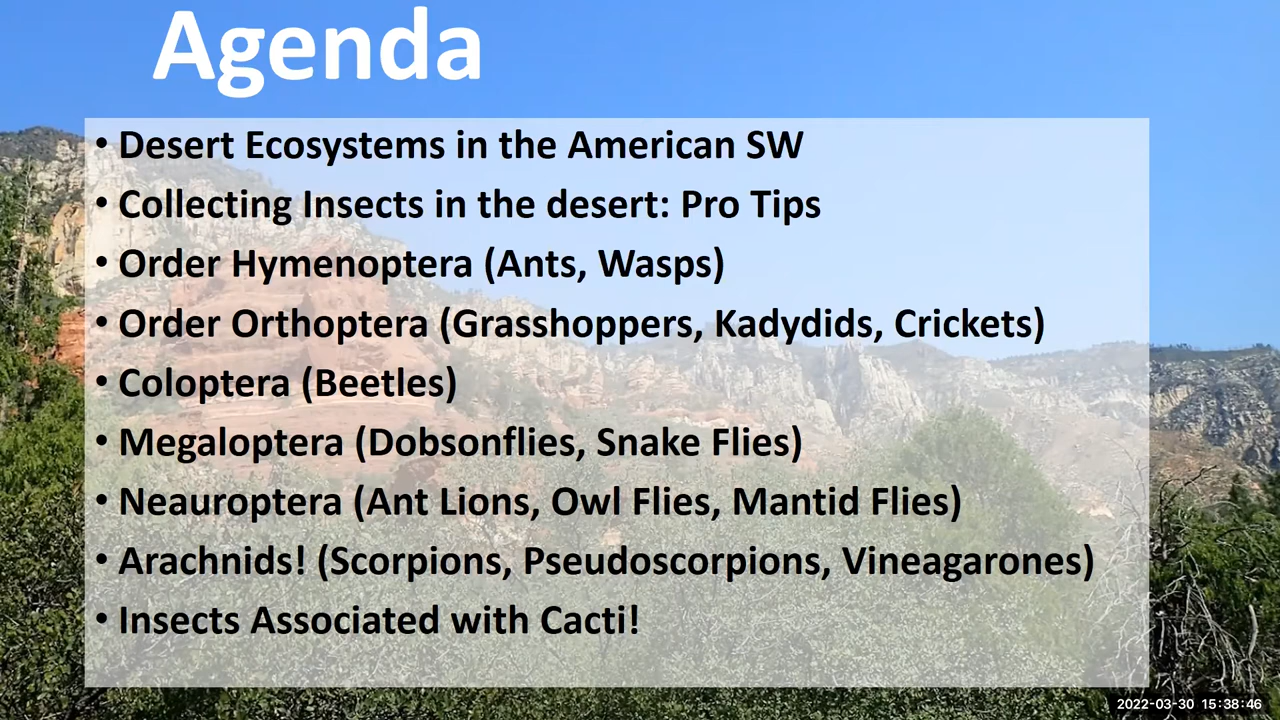 Agenda
• Desert Ecosystems in the American SW
• Collecting Insects in the desert: Pro Tips
• Order Hymenoptera (Ants, Wasps)
• Order Orthoptera (Grasshoppers, Kadydids, Crickets)
• Coloptera (Beetles)
• Megaloptera (Dobsonflies, Snake Flies)
• Neauroptera (Ant Lions, Owl Flies, Mantid Flies)
• Arachnids! (Scorpions, Pseudoscorpions, Vineagarones)
• Insects Associated with Cacti!
2022-03-30 15:38:46